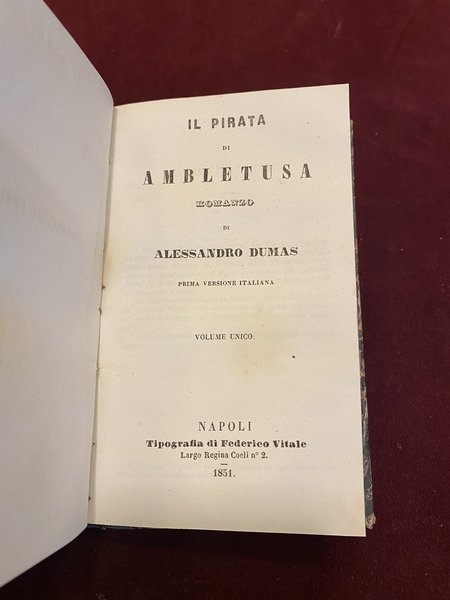 IL PIRATA
DI
AMBLETUSA
ROMANZO
DI
ALESSANDRO DUMAS
PRIMA VERSIONE ITALIANA
VOLUME UNICO.
NAPOLI
Tipografia di Federico Vitale
Largo Regina Coeli n° 2.
1851.